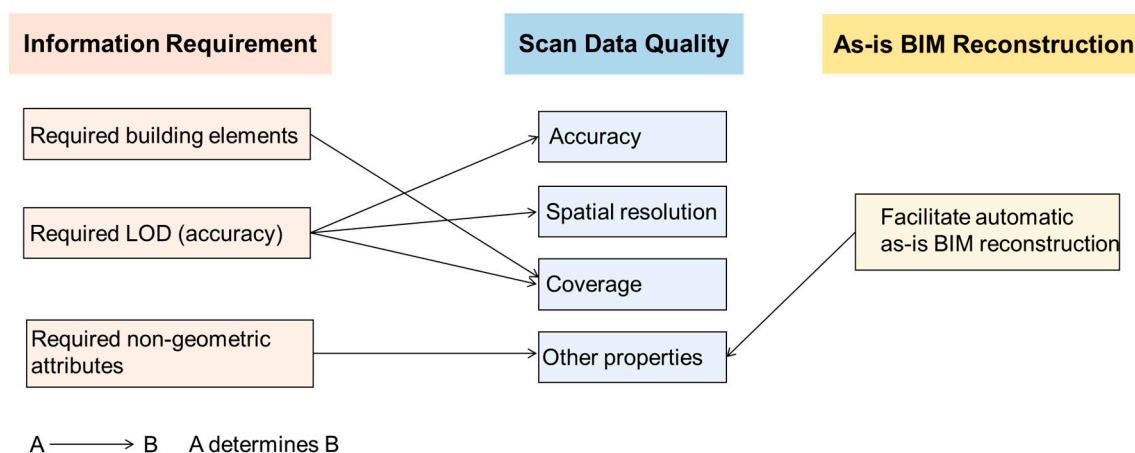 Information Requirement
Scan Data Quality
As-is BIM Reconstruction
Required building elements
Required LOD (accuracy)
Required non-geometric
attributes
Accuracy
Spatial resolution
Coverage
Other properties
Facilitate automatic
as-is BIM reconstruction
A B A determines B